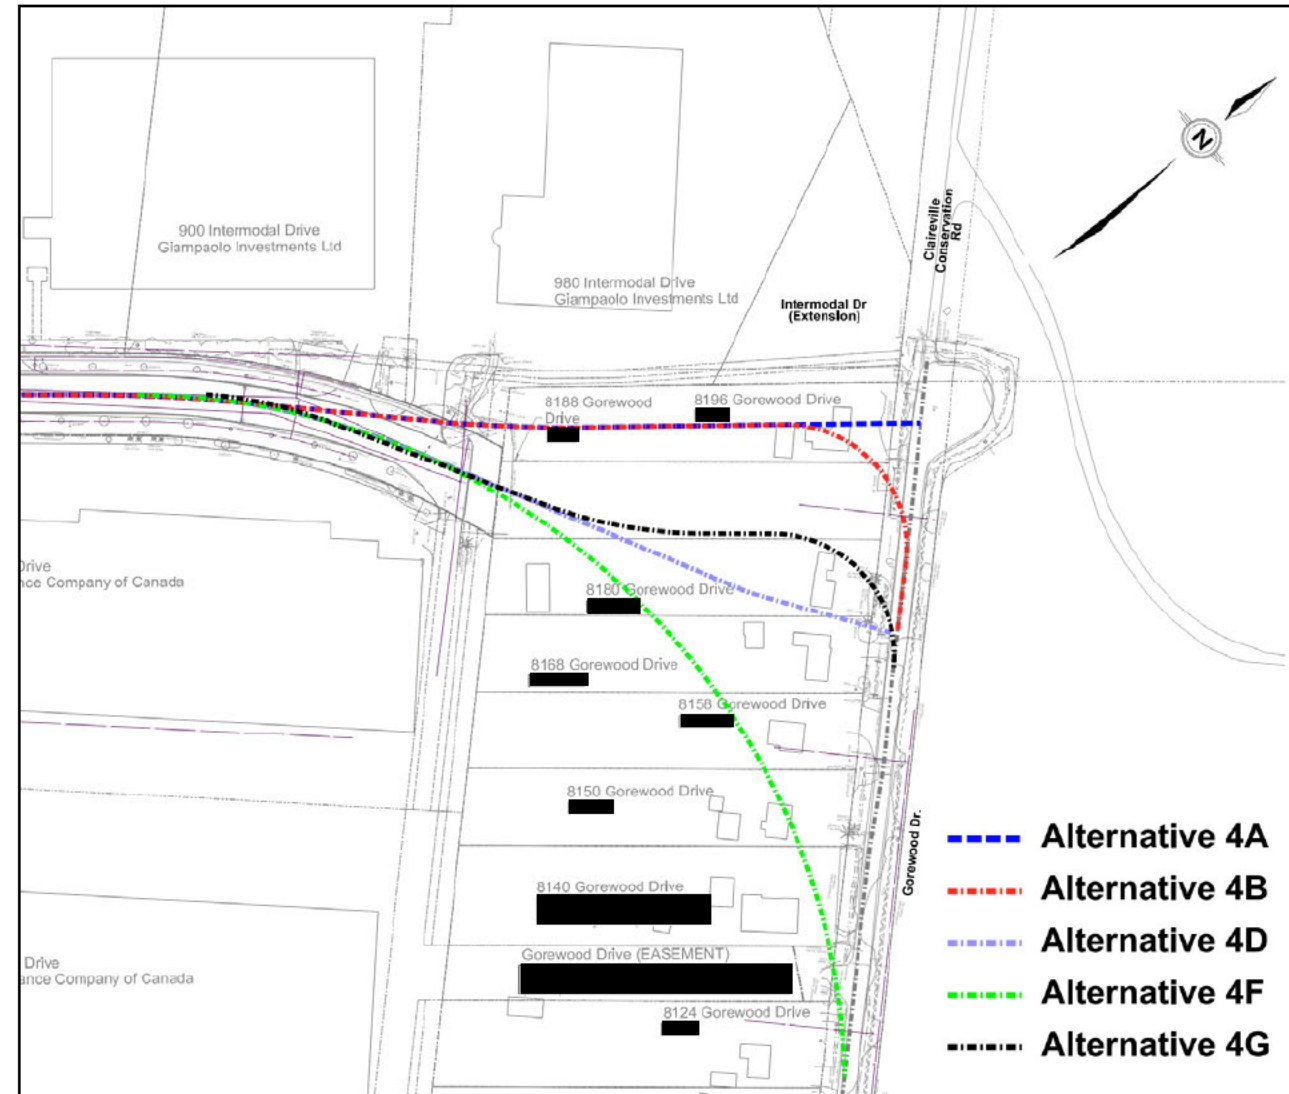 N
Claireville
Conservation
Rd
900 Intermodal Drive
Giampaolo Investments Ltd
980 Intermodal Drive
Giampaolo Investments Ltd
Intermodal Dr
(Extension)
8188 Gorewood
Drive
8196 Gorewood Drive
Drive
nce Company of Canada
8180 Gorewood Drive
8168 Gorewood Drive
8158 Gorewood Drive
8150 Gorewood Drive
8140 Gorewood Drive
Gorewood Drive (EASEMENT)
8124 Gorewood Drive
Drive
ance Company of Canada
Gorewood Dr.
Alternative 4A
Alternative 4B
Alternative 4D
Alternative 4F
Alternative 4G